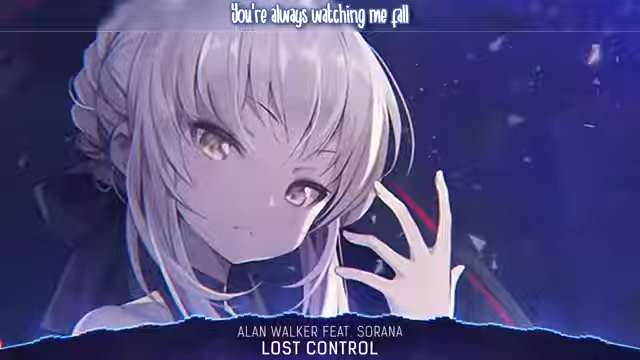 You're always watching me fall
ALAN WALKER FEAT. SORANA
LOST CONTROL